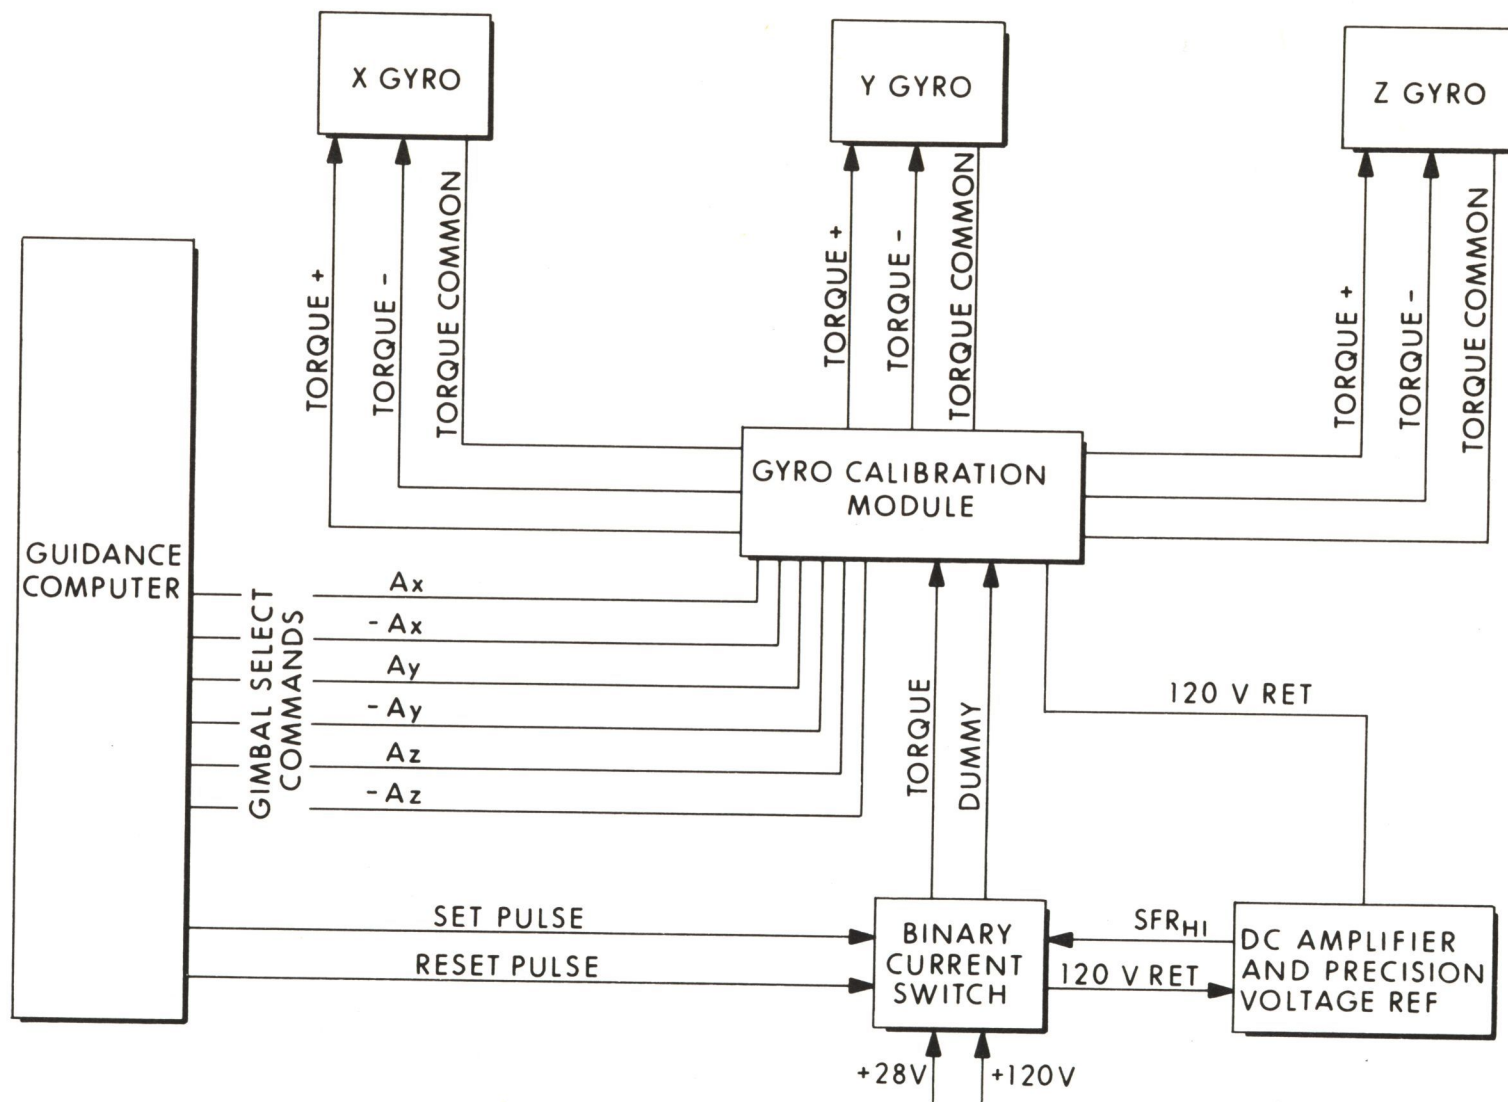 X GYRO
Y GYRO
Z GYRO
TORQUE +
TORQUE -
TORQUE COMMON
TORQUE +
TORQUE -
TORQUE COMMON
TORQUE +
TORQUE -
TORQUE COMMON
GYRO CALIBRATION
MODULE
GUIDANCE
COMPUTER
GIMBAL SELECT
COMMANDS
Ax
-Ax
Ay
-Ay
Az
-Az
TORQUE
DUMMY
120 V RET
SET PULSE
RESET PULSE
BINARY
CURRENT
SWITCH
SFRHI
120 V RET
DC AMPLIFIER
AND PRECISION
VOLTAGE REF
+28V
+120V